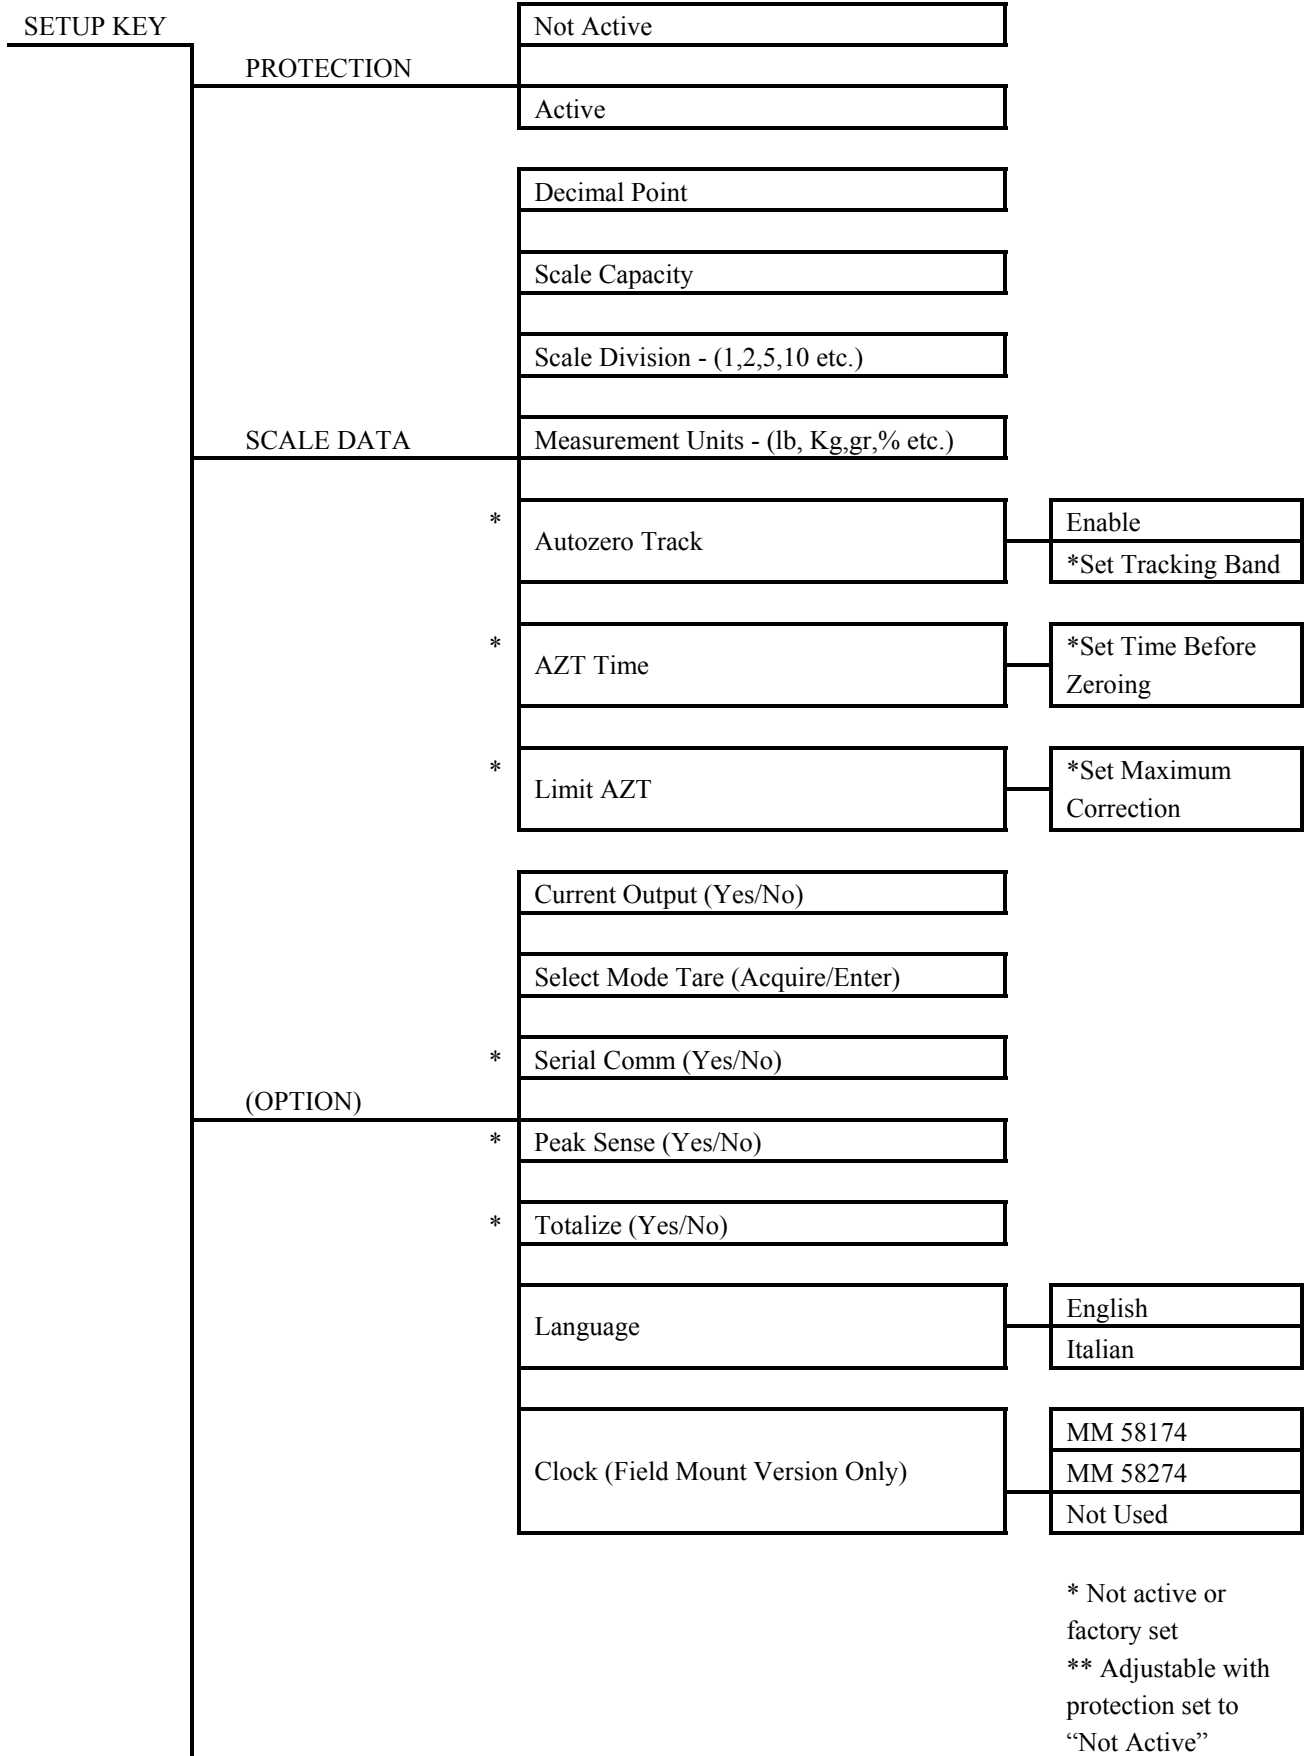 SETUP KEY
Not Active
PROTECTION
Active
Decimal Point
Scale Capacity
Scale Division - (1,2,5,10 etc.)
SCALE DATA
Measurement Units - (lb, Kg,gr,% etc.)
*
Autozero Track
Enable
*Set Tracking Band
*
AZT Time
*Set Time Before
Zeroing
*
Limit AZT
*Set Maximum
Correction
Current Output (Yes/No)
Select Mode Tare (Acquire/Enter)
*
Serial Comm (Yes/No)
(OPTION)
*
Peak Sense (Yes/No)
*
Totalize (Yes/No)
Language
English
Italian
Clock (Field Mount Version Only)
MM 58174
MM 58274
Not Used
* Not active or
factory set
** Adjustable with
protection set to
“Not Active”